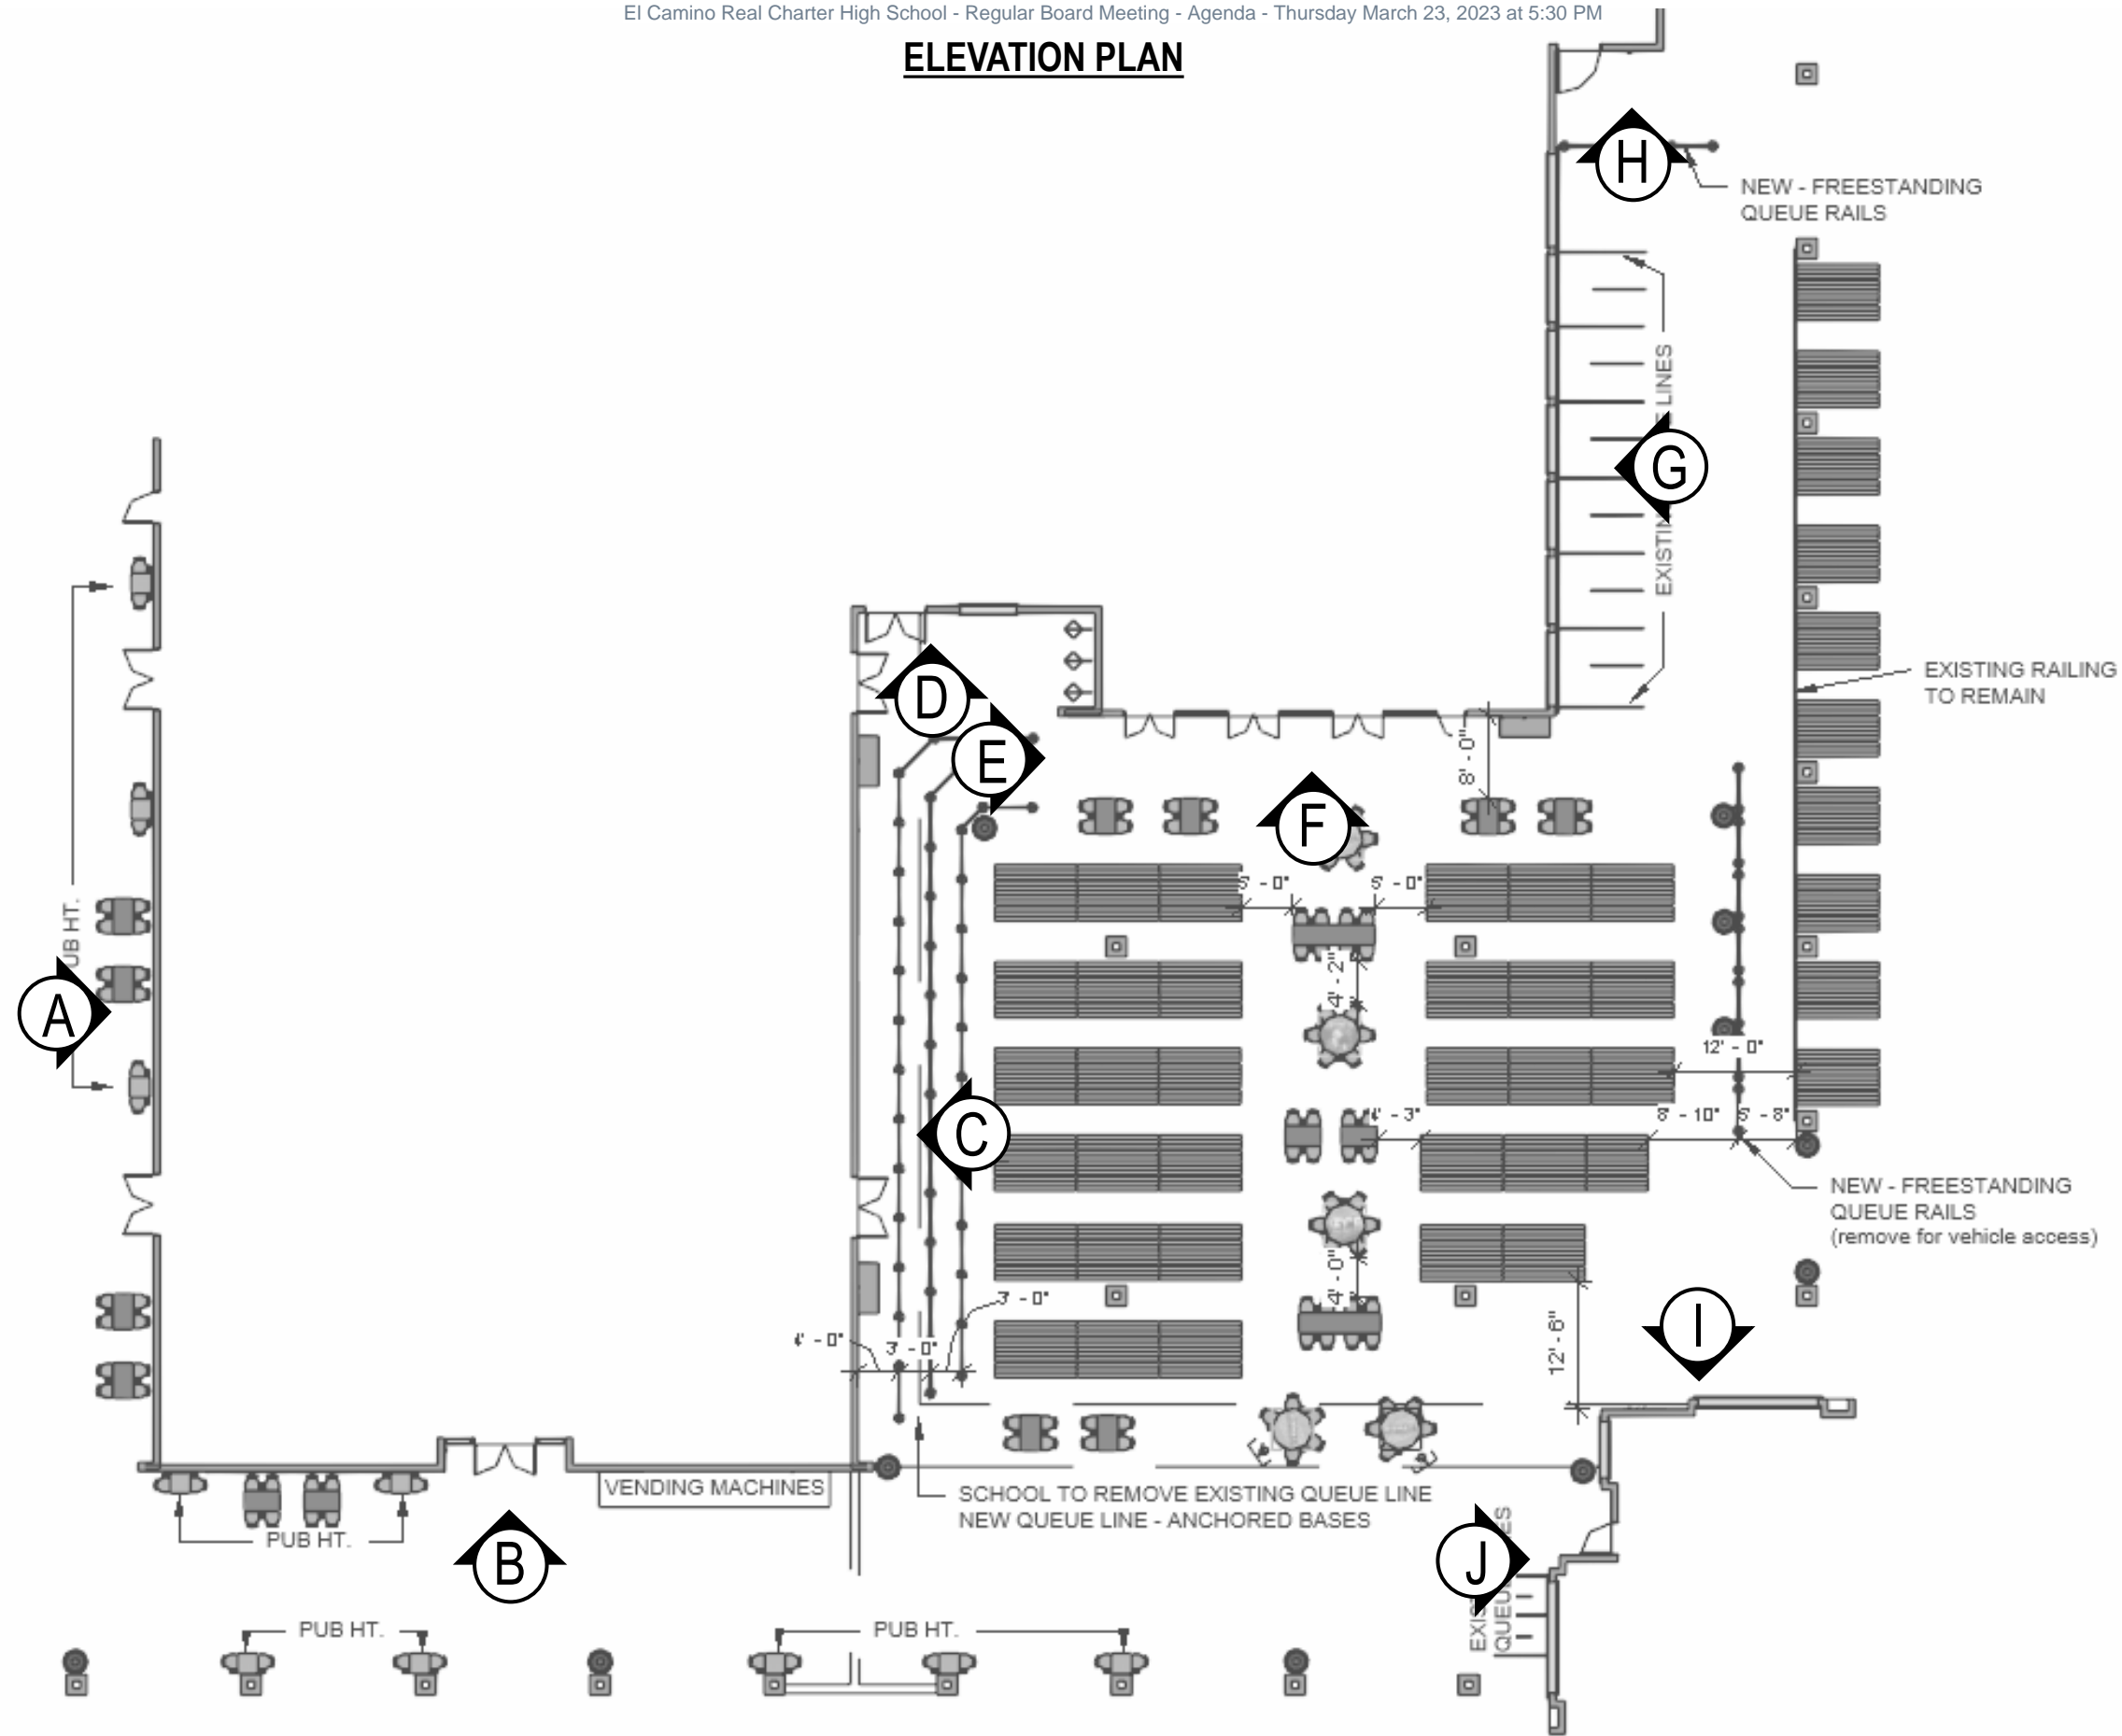 El Camino Real Charter High School - Regular Board Meeting - Agenda - Thursday March 23, 2023 at 5:30 PM
ELEVATION PLAN
H
NEW - FREESTANDING
QUEUE RAILS
LINES
G
EXISTING RAILING
TO REMAIN
D
E
8' - 0"
F
5' - 0"
4' - 2"
HT.
A
12' - 0"
C
8' - 10"
5' - 8"
NEW - FREESTANDING
QUEUE RAILS
(remove for vehicle access)
4' - 0"
3' - 0"
4' - 0"
3' - 0"
12' - 6"
I
VENDING MACHINES
SCHOOL TO REMOVE EXISTING QUEUE LINE
NEW QUEUE LINE - ANCHORED BASES
PUB HT.
B
J
PUB HT.
PUB HT.